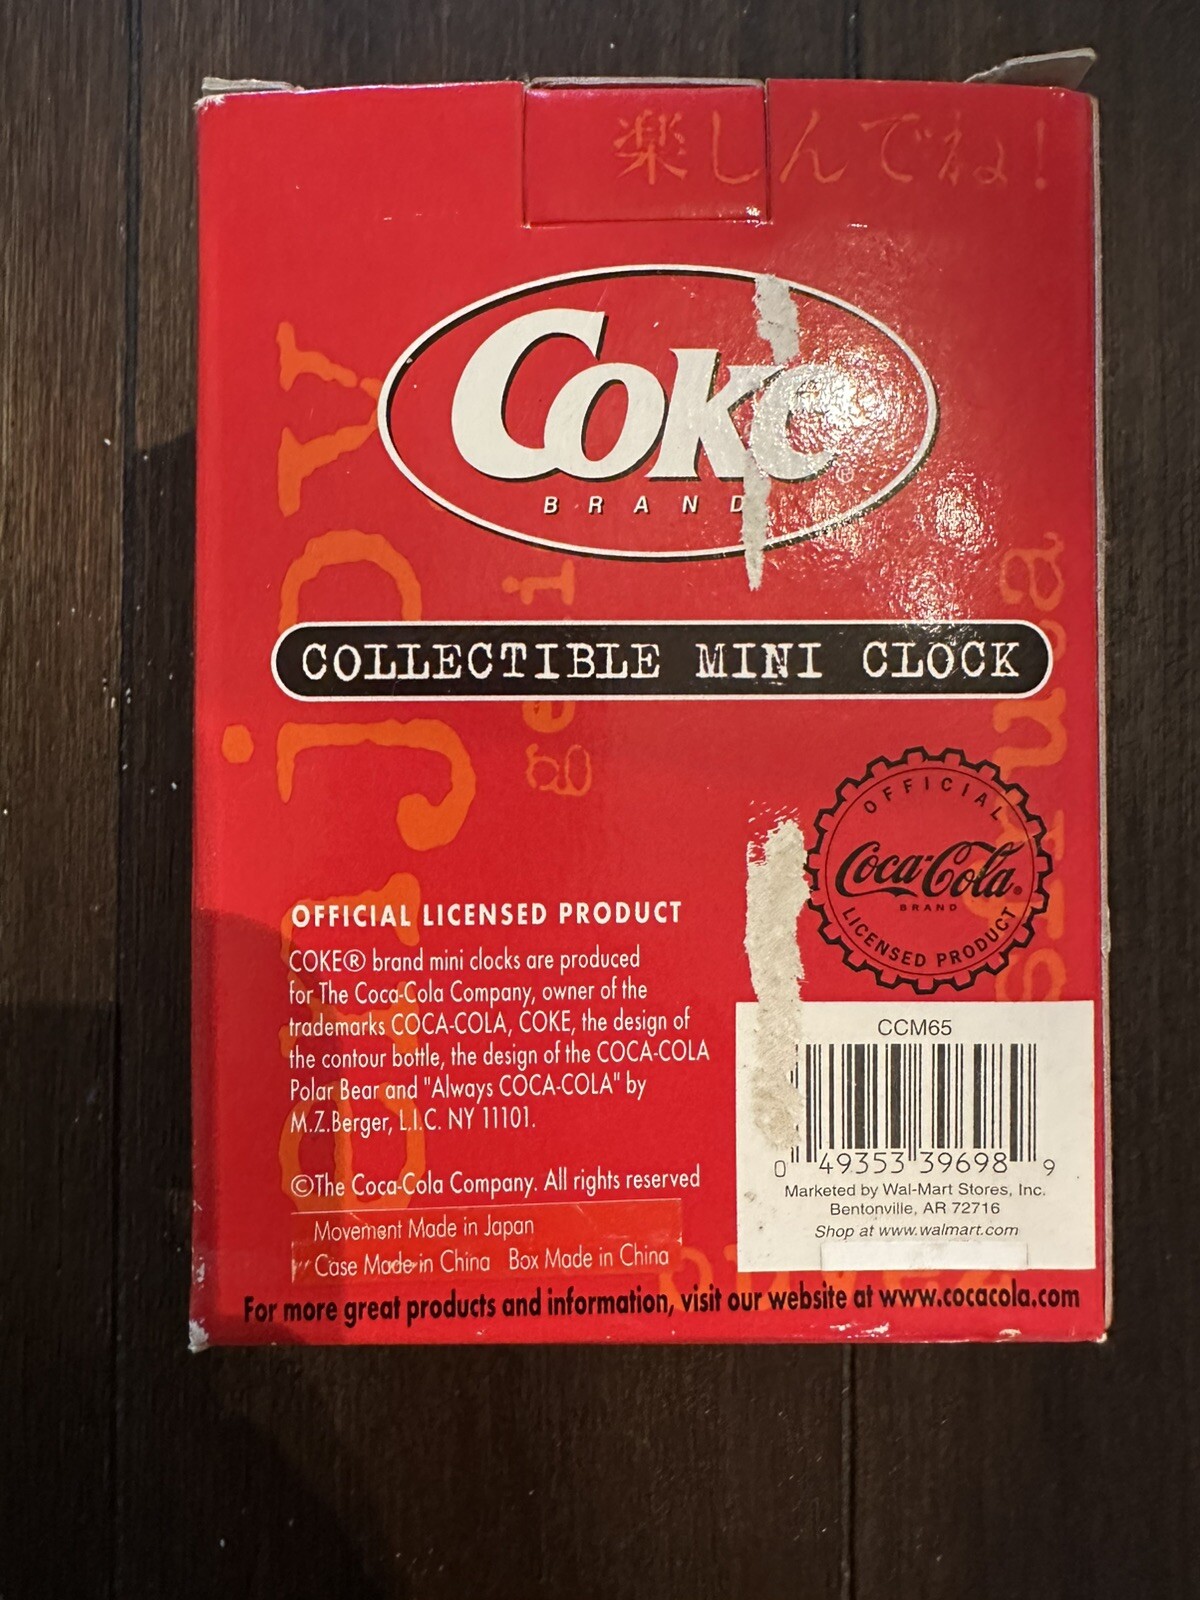 楽しんでね!
Coke®
BRAND
enjoy
COLLECTIBLE MINI CLOCK
OFFICIAL
Coca-Cola®
BRAND
LICENSED PRODUCT
OFFICIAL LICENSED PRODUCT
COKE® brand mini clocks are produced
for The Coca-Cola Company, owner of the
trademarks COCA-COLA, COKE, the design of
the contour bottle, the design of the COCA-COLA
Polar Bear and "Always COCA-COLA" by
M.Z.Berger, L.I.C. NY 11101.
©The Coca-Cola Company. All rights reserved
Movement Made in Japan
Case Made in China Box Made in China
CCM65
0 49353 39698 9
Marketed by Wal-Mart Stores, Inc.
Bentonville, AR 72716
Shop at www.walmart.com
For more great products and information, visit our website at www.cocacola.com